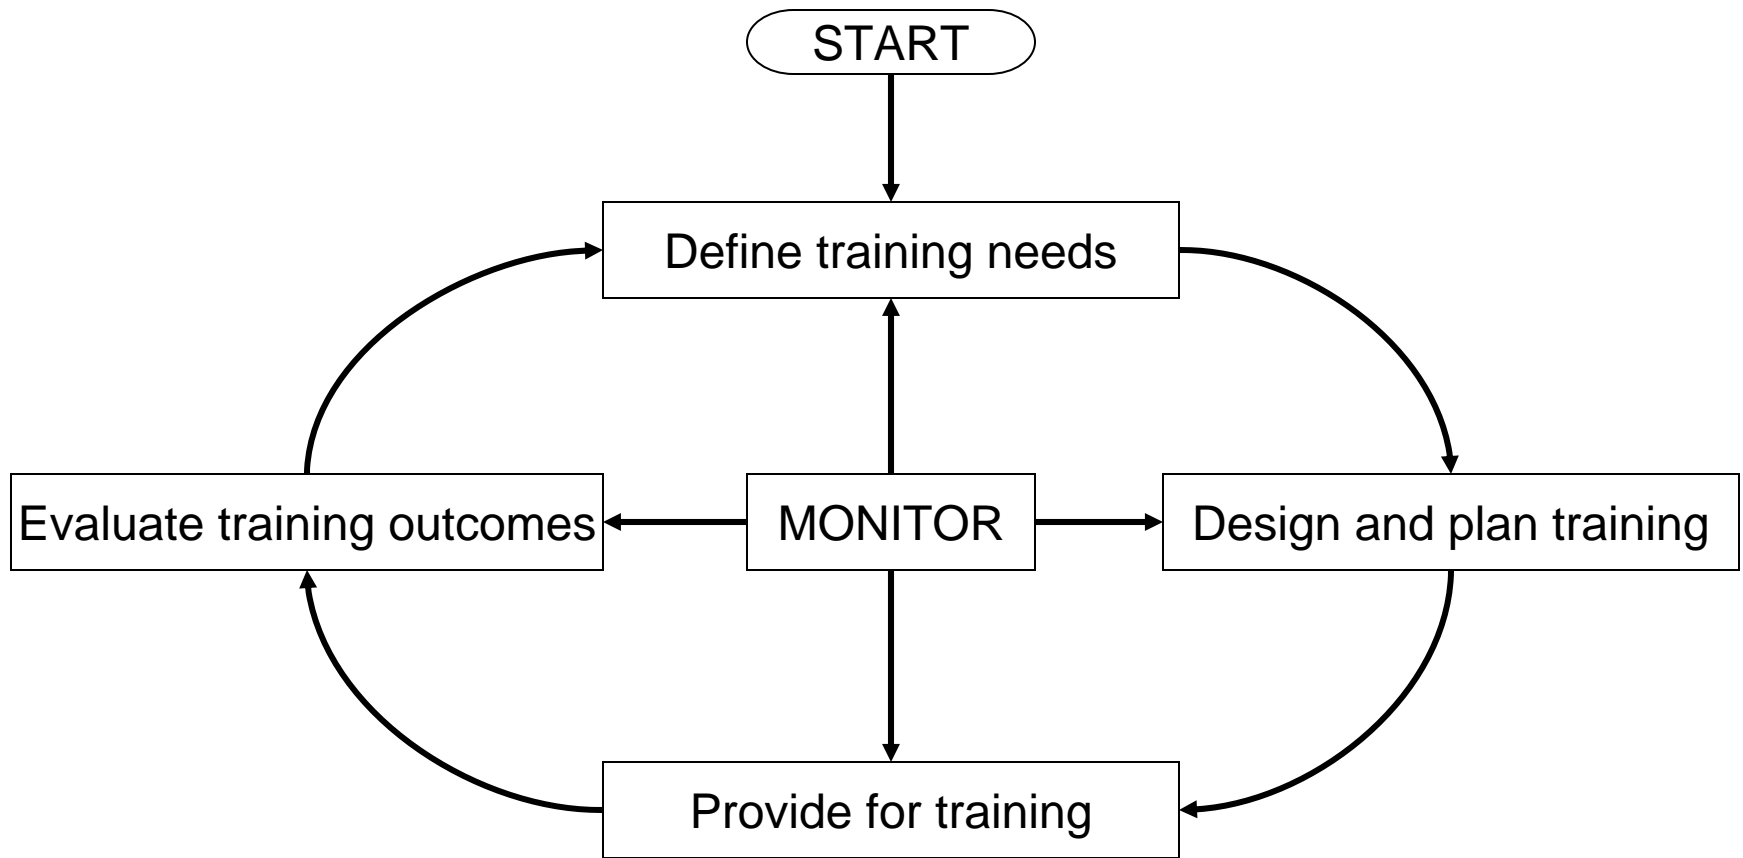 START
Define training needs
Evaluate training outcomes
MONITOR
Design and plan training
Provide for training